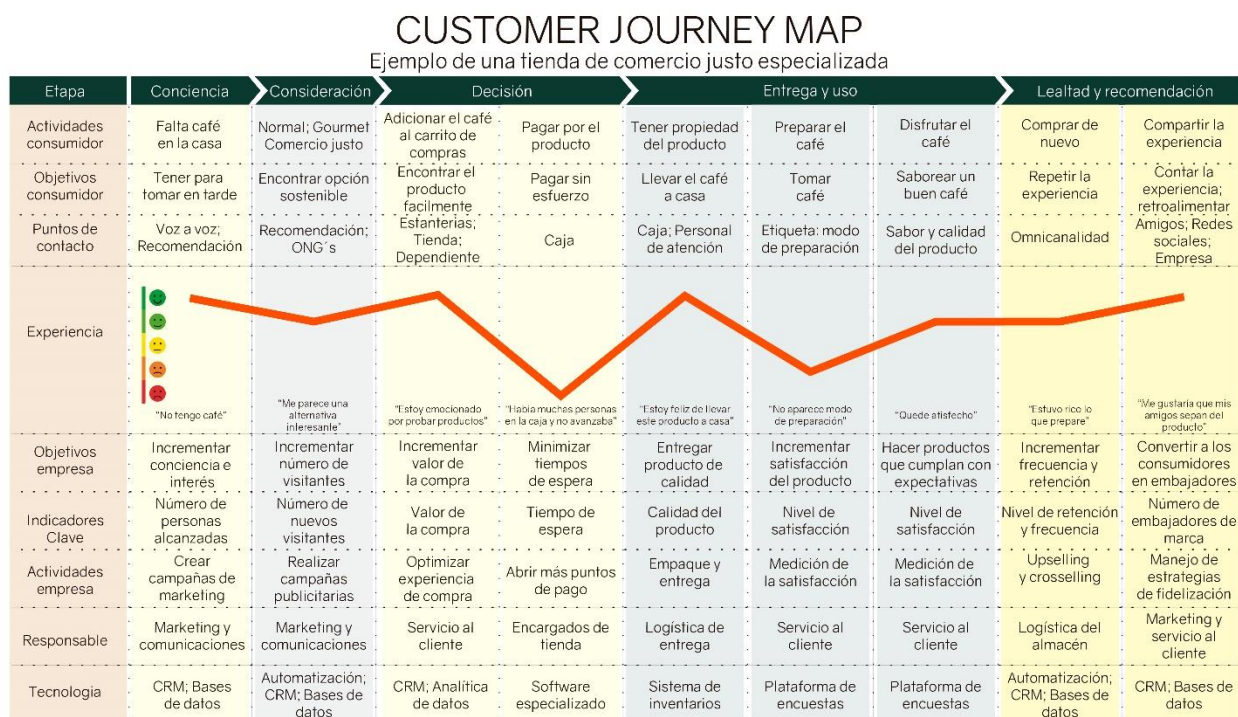 CUSTOMER JOURNEY MAP
Ejemplo de una tienda de comercio justo especializada
Etapa
Conciencia
Consideración
Decisión
Entrega y uso
Lealtad y recomendación
Actividades
consumidor
Falta café
en la casa
Normal; Gourmet
Comercio justo
Adicionar el café
al carrito de
compras
Pagar por el
producto
Tener propiedad
del producto
Preparar el
café
Disfrutar el
café
Comprar de
nuevo
Compartir la
experiencia
Objetivos
consumidor
Tener para
tomar en tarde
Encontrar opción
sostenible
Encontrar el
producto
facilmente
Pagar sin
esfuerzo
Llevar el café
a casa
Tomar
café
Saborear un
buen café
Repetir la
experiencia
Contar la
experiencia;
retroalimentar
Puntos de
contacto
Voz a voz;
Recomendación
Recomendación;
ONG´s
Estanterias;
Tienda;
Dependiente
Caja
Caja; Personal
de atención
Etiqueta: modo
de preparación
Sabor y calidad
del producto
Omnicanalidad
Amigos; Redes
sociales;
Empresa
Experiencia
"No tengo café"
"Me parece una
alternativa
interesante"
"Estoy emocionado
por probar productos"
"Habia muchas personas
en la caja y no avanzaba"
"Estoy feliz de llevar
este producto a casa"
"No aparece modo
de preparación"
"Quede atisfecho"
"Estuvo rico lo
que prepare"
"Me gustaría que mis
amigos sepan del
producto"
Objetivos
empresa
Incrementar
conciencia e
interés
Incrementar
número de
visitantes
Incrementar
valor de
la compra
Minimizar
tiempos
de espera
Entregar
producto de
calidad
Incrementar
satisfacción
del producto
Hacer productos
que cumplan con
expectativas
Incrementar
frecuencia y
retención
Convertir a los
consumidores
en embajadores
Indicadores
Clave
Número de
personas
alcanzadas
Número de
nuevos
visitantes
Valor de
la compra
Tiempo de
espera
Calidad del
producto
Nivel de
satisfacción
Nivel de
satisfacción
Nivel de retención
y frecuencia
Número de
embajadores de
marca
Actividades
empresa
Crear
campañas de
marketing
Realizar
campañas
publicitarias
Optimizar
experiencia
de compra
Abrir más puntos
de pago
Empaque y
entrega
Medición de
la satisfacción
Medición de
la satisfacción
Upselling
y crosselling
Manejo de
estrategias
de fidelización
Responsable
Marketing y
comunicaciones
Marketing y
comunicaciones
Servicio al
cliente
Encargados de
tienda
Logística de
entrega
Servicio al
cliente
Servicio al
cliente
Logística del
almacén
Marketing y
servicio al
cliente
Tecnologia
CRM; Bases
de datos
Automatización;
CRM; Bases de
datos
CRM; Analítica
de datos
Software
especializado
Sistema de
inventarios
Plataforma de
encuestas
Plataforma de
encuestas
Automatización;
CRM; Bases de
datos
CRM; Bases de
datos